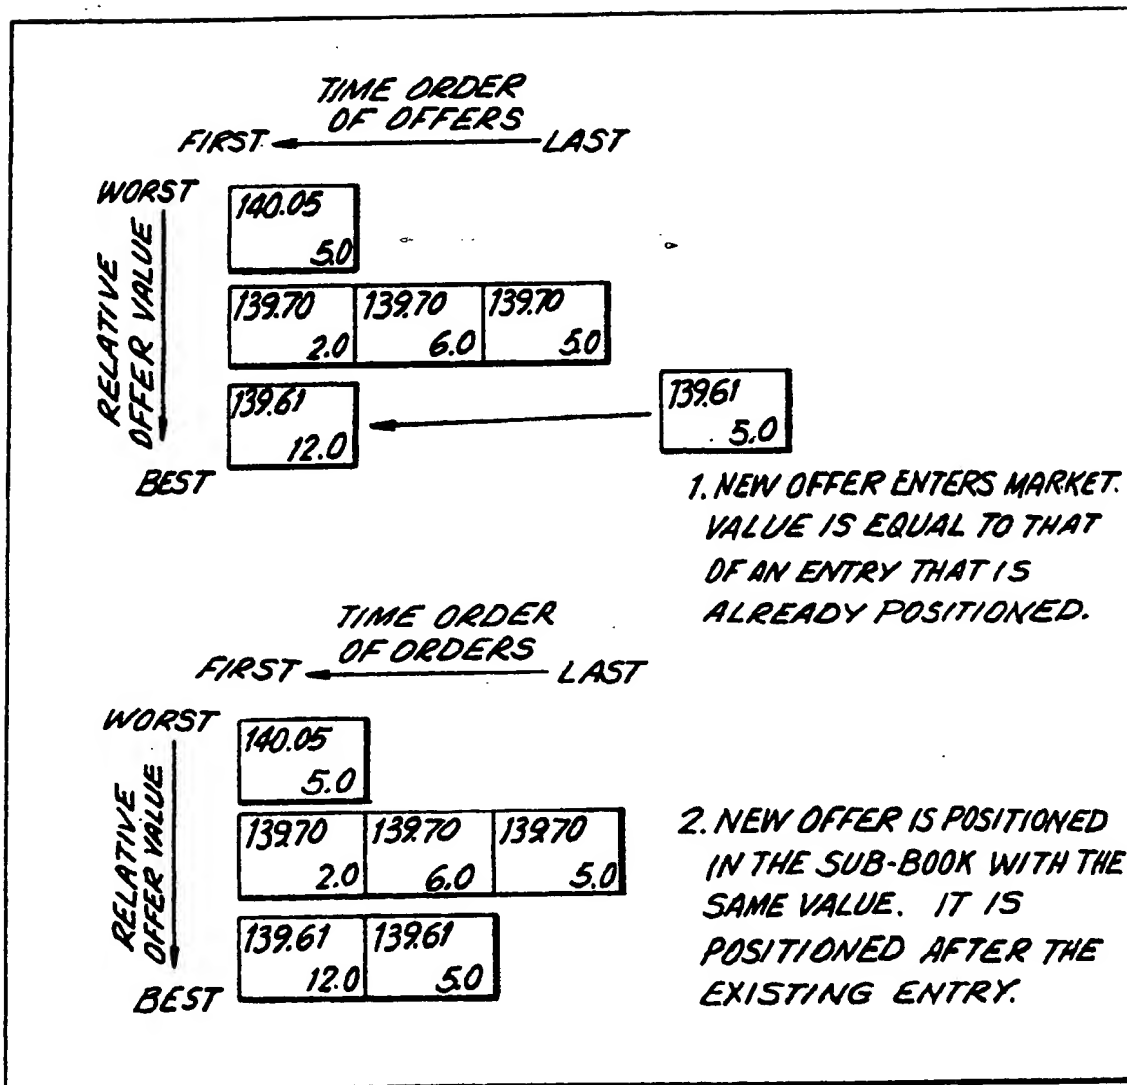 TIME ORDER
OF OFFERS
FIRST LAST
WORST
RELATIVE
OFFER VALUE
BEST
140.05
5.0
139.70 139.70 139.70
2.0 6.0 5.0
139.61 139.61
12.0 5.0
1. NEW OFFER ENTERS MARKET.
VALUE IS EQUAL TO THAT
OF AN ENTRY THAT IS
ALREADY POSITIONED.
TIME ORDER
OF ORDERS
FIRST LAST
WORST
RELATIVE
OFFER VALUE
BEST
140.05
5.0
139.70 139.70 139.70
2.0 6.0 5.0
139.61 139.61
12.0 5.0
2. NEW OFFER IS POSITIONED
IN THE SUB-BOOK WITH THE
SAME VALUE. IT IS
POSITIONED AFTER THE
EXISTING ENTRY.